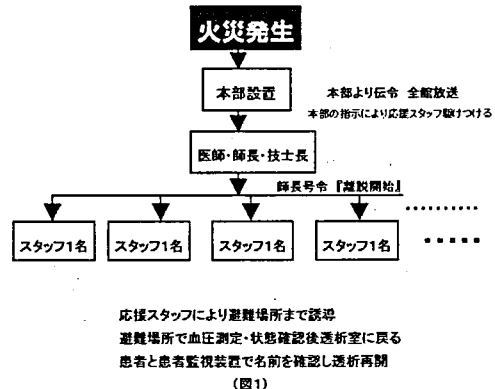 火災発生
本部設置
本部より伝令 全館放送
本部の指示により応援スタッフ駆けつける
医師・師長・技士長
師長号令『離脱開始』
スタッフ1名
スタッフ1名
スタッフ1名
スタッフ1名
応援スタッフにより避難場所まで誘導
避難場所で血圧測定・状態確認後透析室に戻る
患者と患者監視装置で名前を確認し透析再開
(図1)